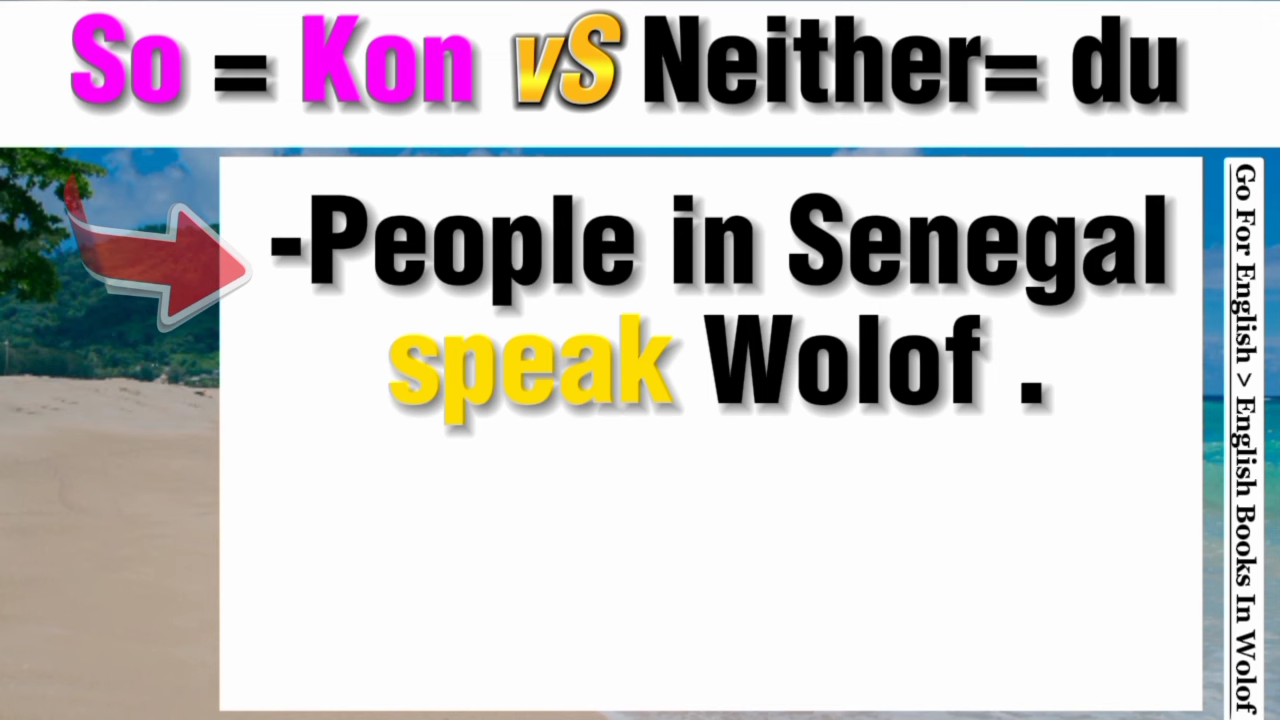 So = Kon vS Neither= du
-People in Senegal
speak Wolof .
Go For English > English Books In Wolof